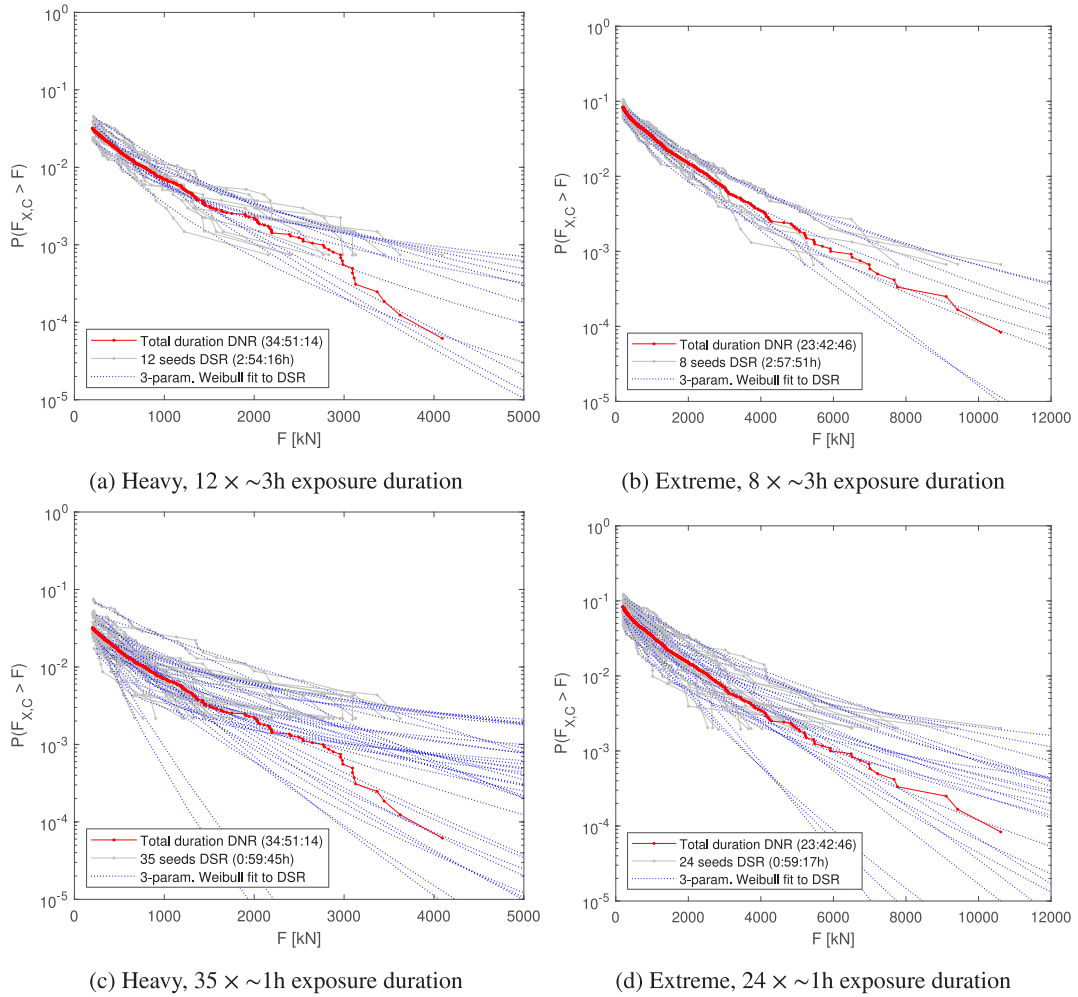 10^0
10^-1
10^-2
10^-3
10^-4
10^-5
P(F_X,C > F)
0 1000 2000 3000 4000 5000
F [kN]
Total duration DNR (34:51:14)
12 seeds DSR (2:54:16h)
3-param. Weibull fit to DSR
(a) Heavy, 12 × ~3h exposure duration
10^0
10^-1
10^-2
10^-3
10^-4
10^-5
P(F_X,C > F)
0 2000 4000 6000 8000 10000 12000
F [kN]
Total duration DNR (23:42:46)
8 seeds DSR (2:57:51h)
3-param. Weibull fit to DSR
(b) Extreme, 8 × ~3h exposure duration
10^0
10^-1
10^-2
10^-3
10^-4
10^-5
P(F_X,C > F)
0 1000 2000 3000 4000 5000
F [kN]
Total duration DNR (34:51:14)
35 seeds DSR (0:59:45h)
3-param. Weibull fit to DSR
(c) Heavy, 35 × ~1h exposure duration
10^0
10^-1
10^-2
10^-3
10^-4
10^-5
P(F_X,C > F)
0 2000 4000 6000 8000 10000 12000
F [kN]
Total duration DNR (23:42:46)
24 seeds DSR (0:59:17h)
3-param. Weibull fit to DSR
(d) Extreme, 24 × ~1h exposure duration